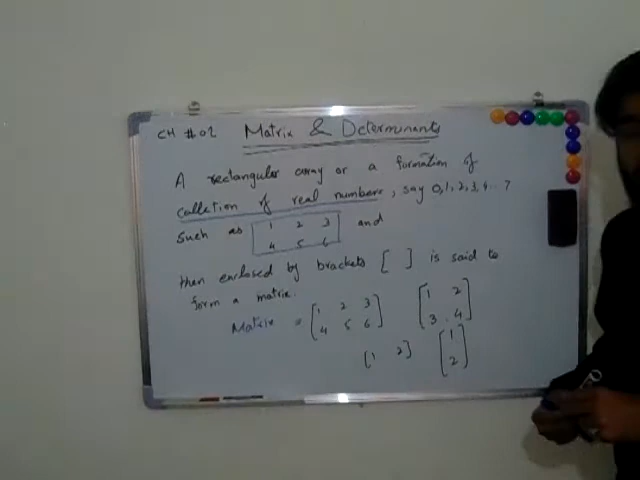 CH # 02 Matrix & Determinants
A rectangular array or a formation of
calletion of real numbers, say 0,1,2,3,4..7
Such as 1 2 3 and
4 5 6
then enclosed by brackets [ ] is said to
form a matrix.
Matrix = [1 2 3 [1 2
4 5 6] 3 4]
[1 2] [1
2]